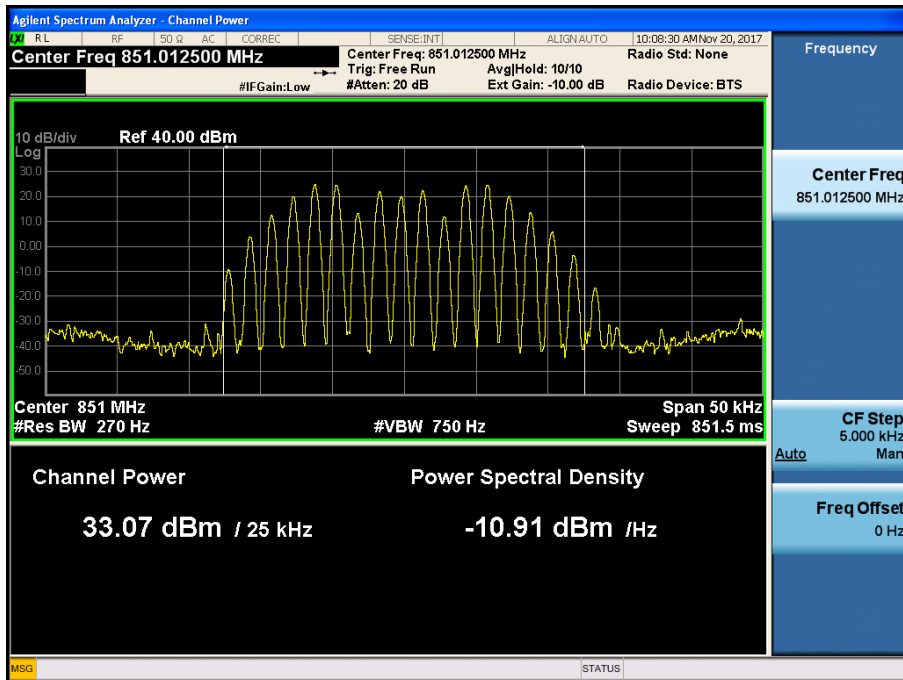 Agilent Spectrum Analyzer - Channel Power
LXI RL RF 50 Ω AC CORREC SENSE:INT ALIGN AUTO 10:08:30 AM Nov 20, 2017
Center Freq 851.012500 MHz
Center Freq: 851.012500 MHz Radio Std: None
Trig: Free Run Avg|Hold: 10/10
#IFGain:Low #Atten: 20 dB Ext Gain: -10.00 dB Radio Device: BTS
10 dB/div Ref 40.00 dBm
Log
30.0
20.0
10.0
0.00
-10.0
-20.0
-30.0
-40.0
-50.0
Center 851 MHz Span 50 kHz
#Res BW 270 Hz #VBW 750 Hz Sweep 851.5 ms
Channel Power Power Spectral Density
33.07 dBm / 25 kHz -10.91 dBm /Hz
Frequency
Center Freq
851.012500 MHz
CF Step
5.000 kHz
Auto Man
Freq Offset
0 Hz
MSG STATUS